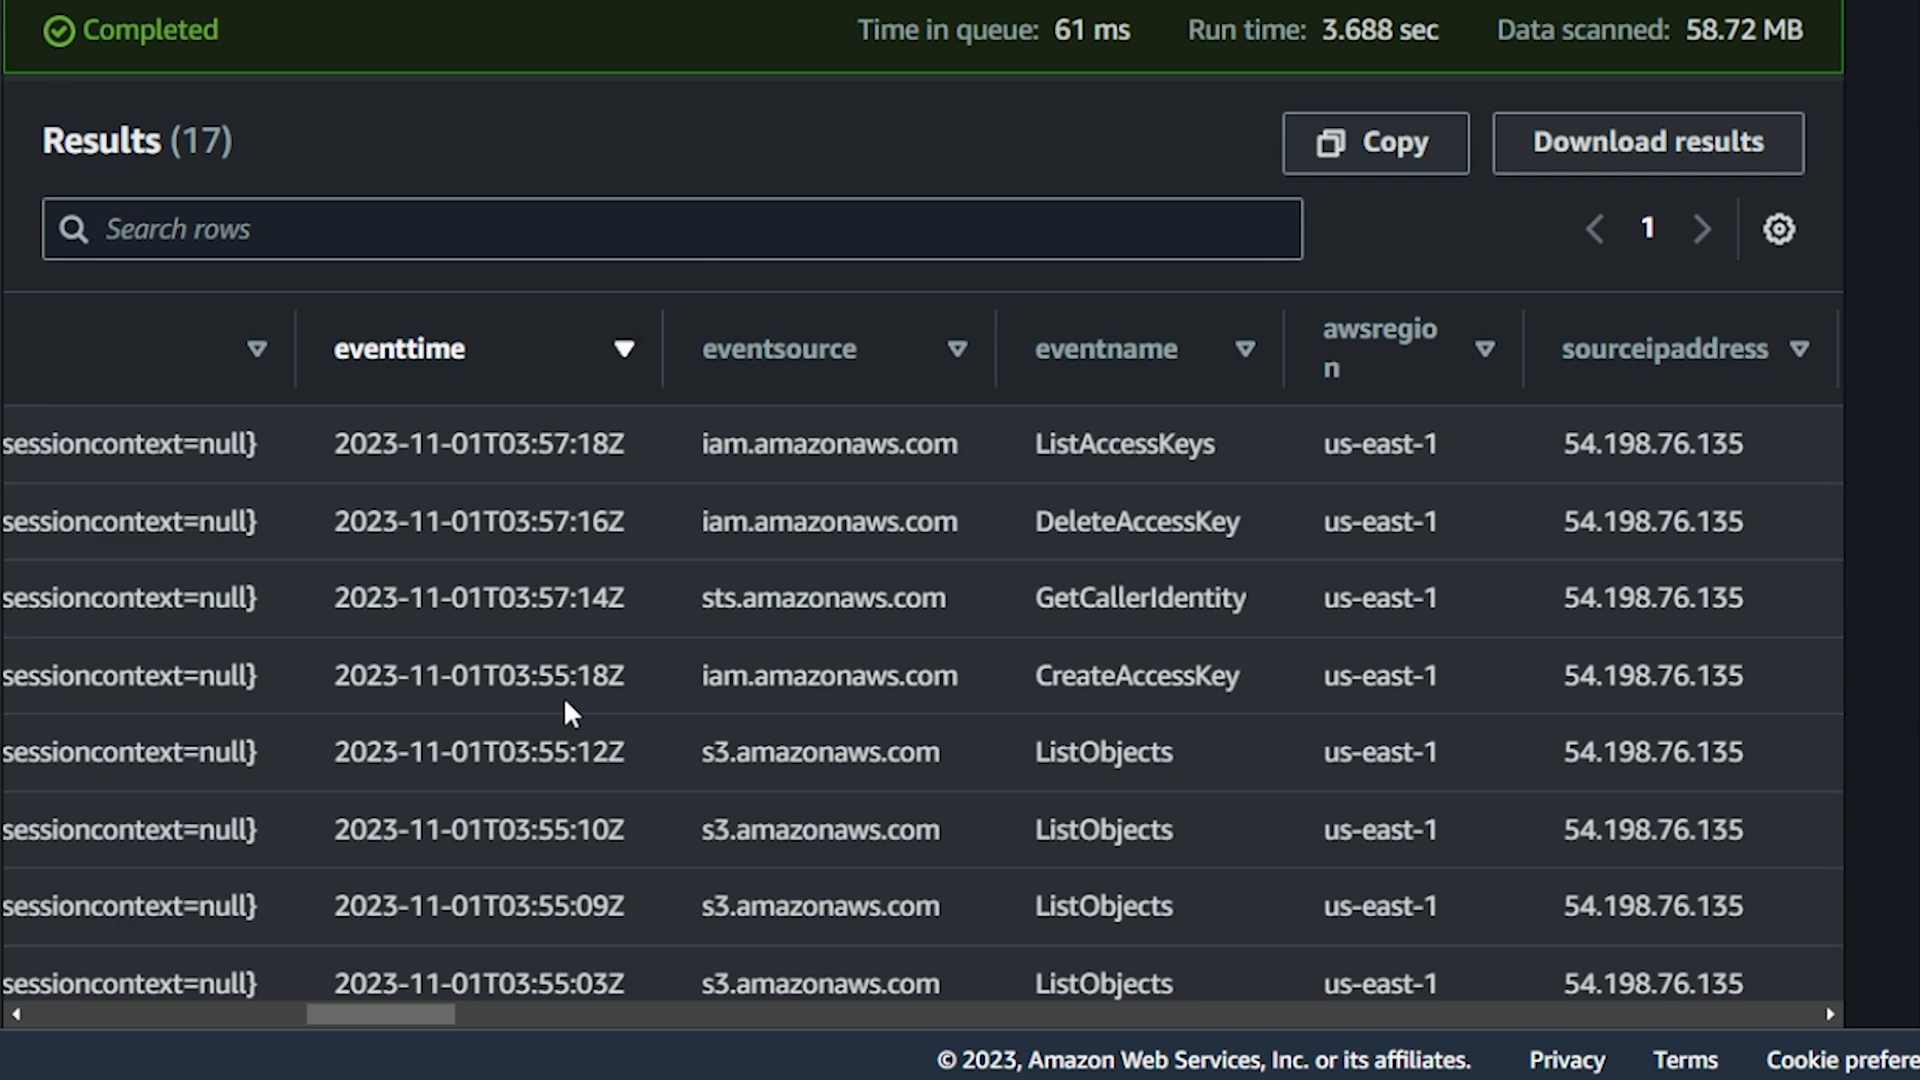 Completed Time in queue: 61 ms Run time: 3.688 sec Data scanned: 58.72 MB
Results (17) Copy Download results
Search rows 1
eventtime eventsource eventname awsregio
n sourceipaddress
sessioncontext=null} 2023-11-01T03:57:18Z iam.amazonaws.com ListAccessKeys us-east-1 54.198.76.135
sessioncontext=null} 2023-11-01T03:57:16Z iam.amazonaws.com DeleteAccessKey us-east-1 54.198.76.135
sessioncontext=null} 2023-11-01T03:57:14Z sts.amazonaws.com GetCallerIdentity us-east-1 54.198.76.135
sessioncontext=null} 2023-11-01T03:55:18Z iam.amazonaws.com CreateAccessKey us-east-1 54.198.76.135
sessioncontext=null} 2023-11-01T03:55:12Z s3.amazonaws.com ListObjects us-east-1 54.198.76.135
sessioncontext=null} 2023-11-01T03:55:10Z s3.amazonaws.com ListObjects us-east-1 54.198.76.135
sessioncontext=null} 2023-11-01T03:55:09Z s3.amazonaws.com ListObjects us-east-1 54.198.76.135
sessioncontext=null} 2023-11-01T03:55:03Z s3.amazonaws.com ListObjects us-east-1 54.198.76.135
© 2023, Amazon Web Services, Inc. or its affiliates. Privacy Terms Cookie prefere